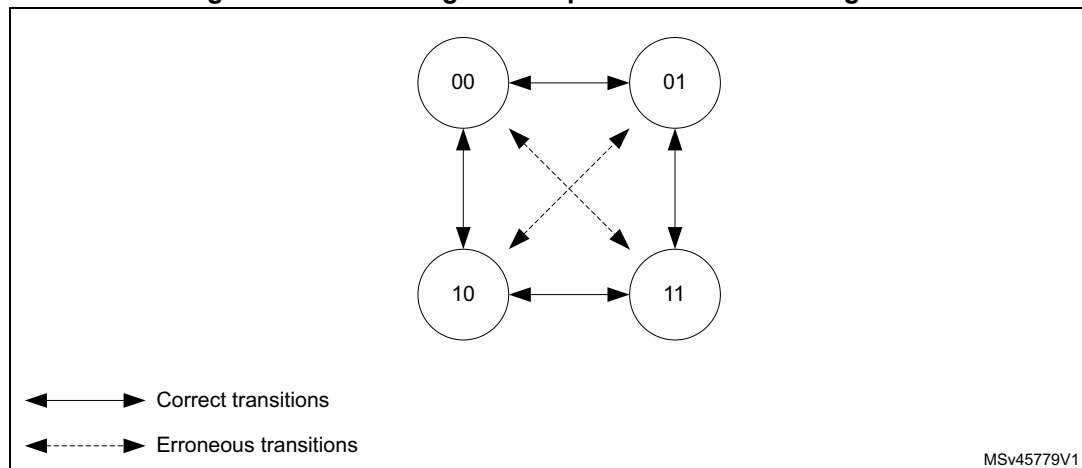 00 01
10 11
Correct transitions
Erroneous transitions
MSv45779V1